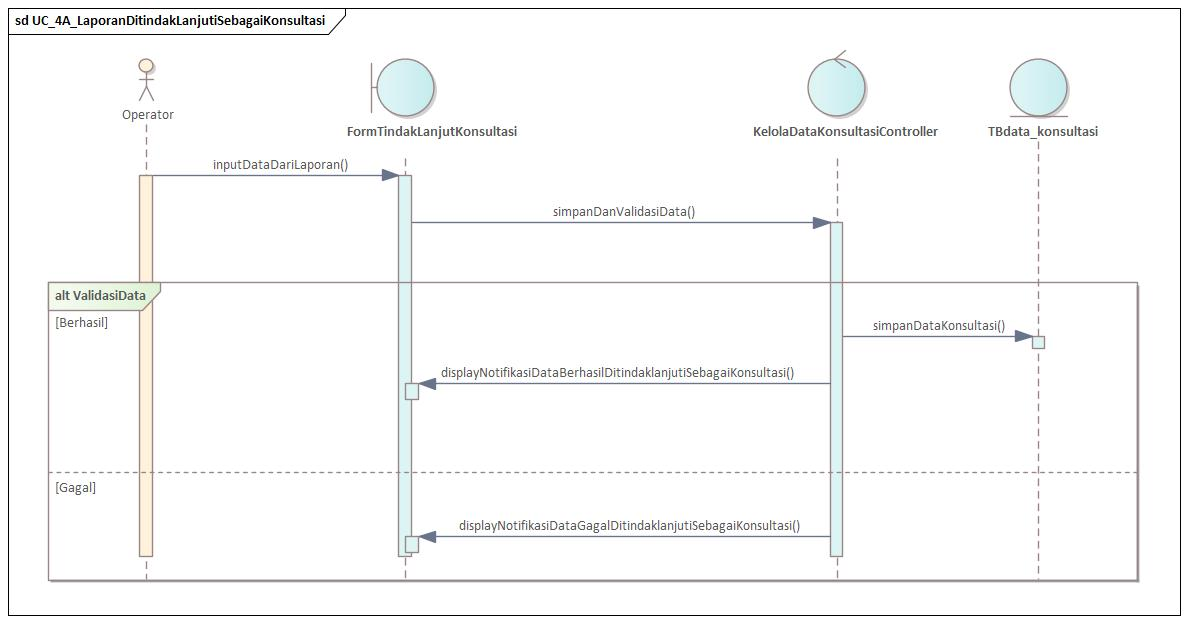 sd UC_4A_LaporanDitindakLanjutiSebagaiKonsultasi
Operator
FormTindakLanjutKonsultasi
KelolaDataKonsultasiController
TBdata_konsultasi
inputDataDariLaporan()
simpanDanValidasiData()
alt ValidasiData
[Berhasil]
simpanDataKonsultasi()
displayNotifikasiDataBerhasilDitindaklanjutiSebagaiKonsultasi()
[Gagal]
displayNotifikasiDataGagalDitindaklanjutiSebagaiKonsultasi()